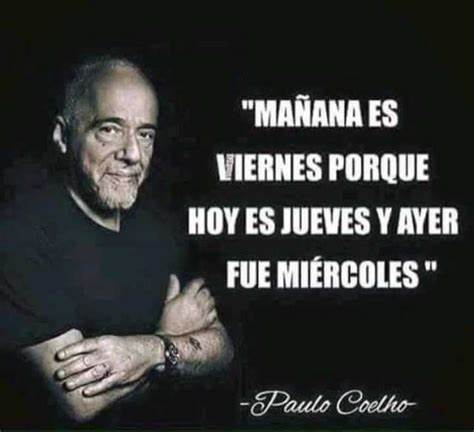 "MAÑANA ES
VIERNES PORQUE
HOY ES JUEVES Y AYER
FUE MIÉRCOLES "
-Paulo Coelho-